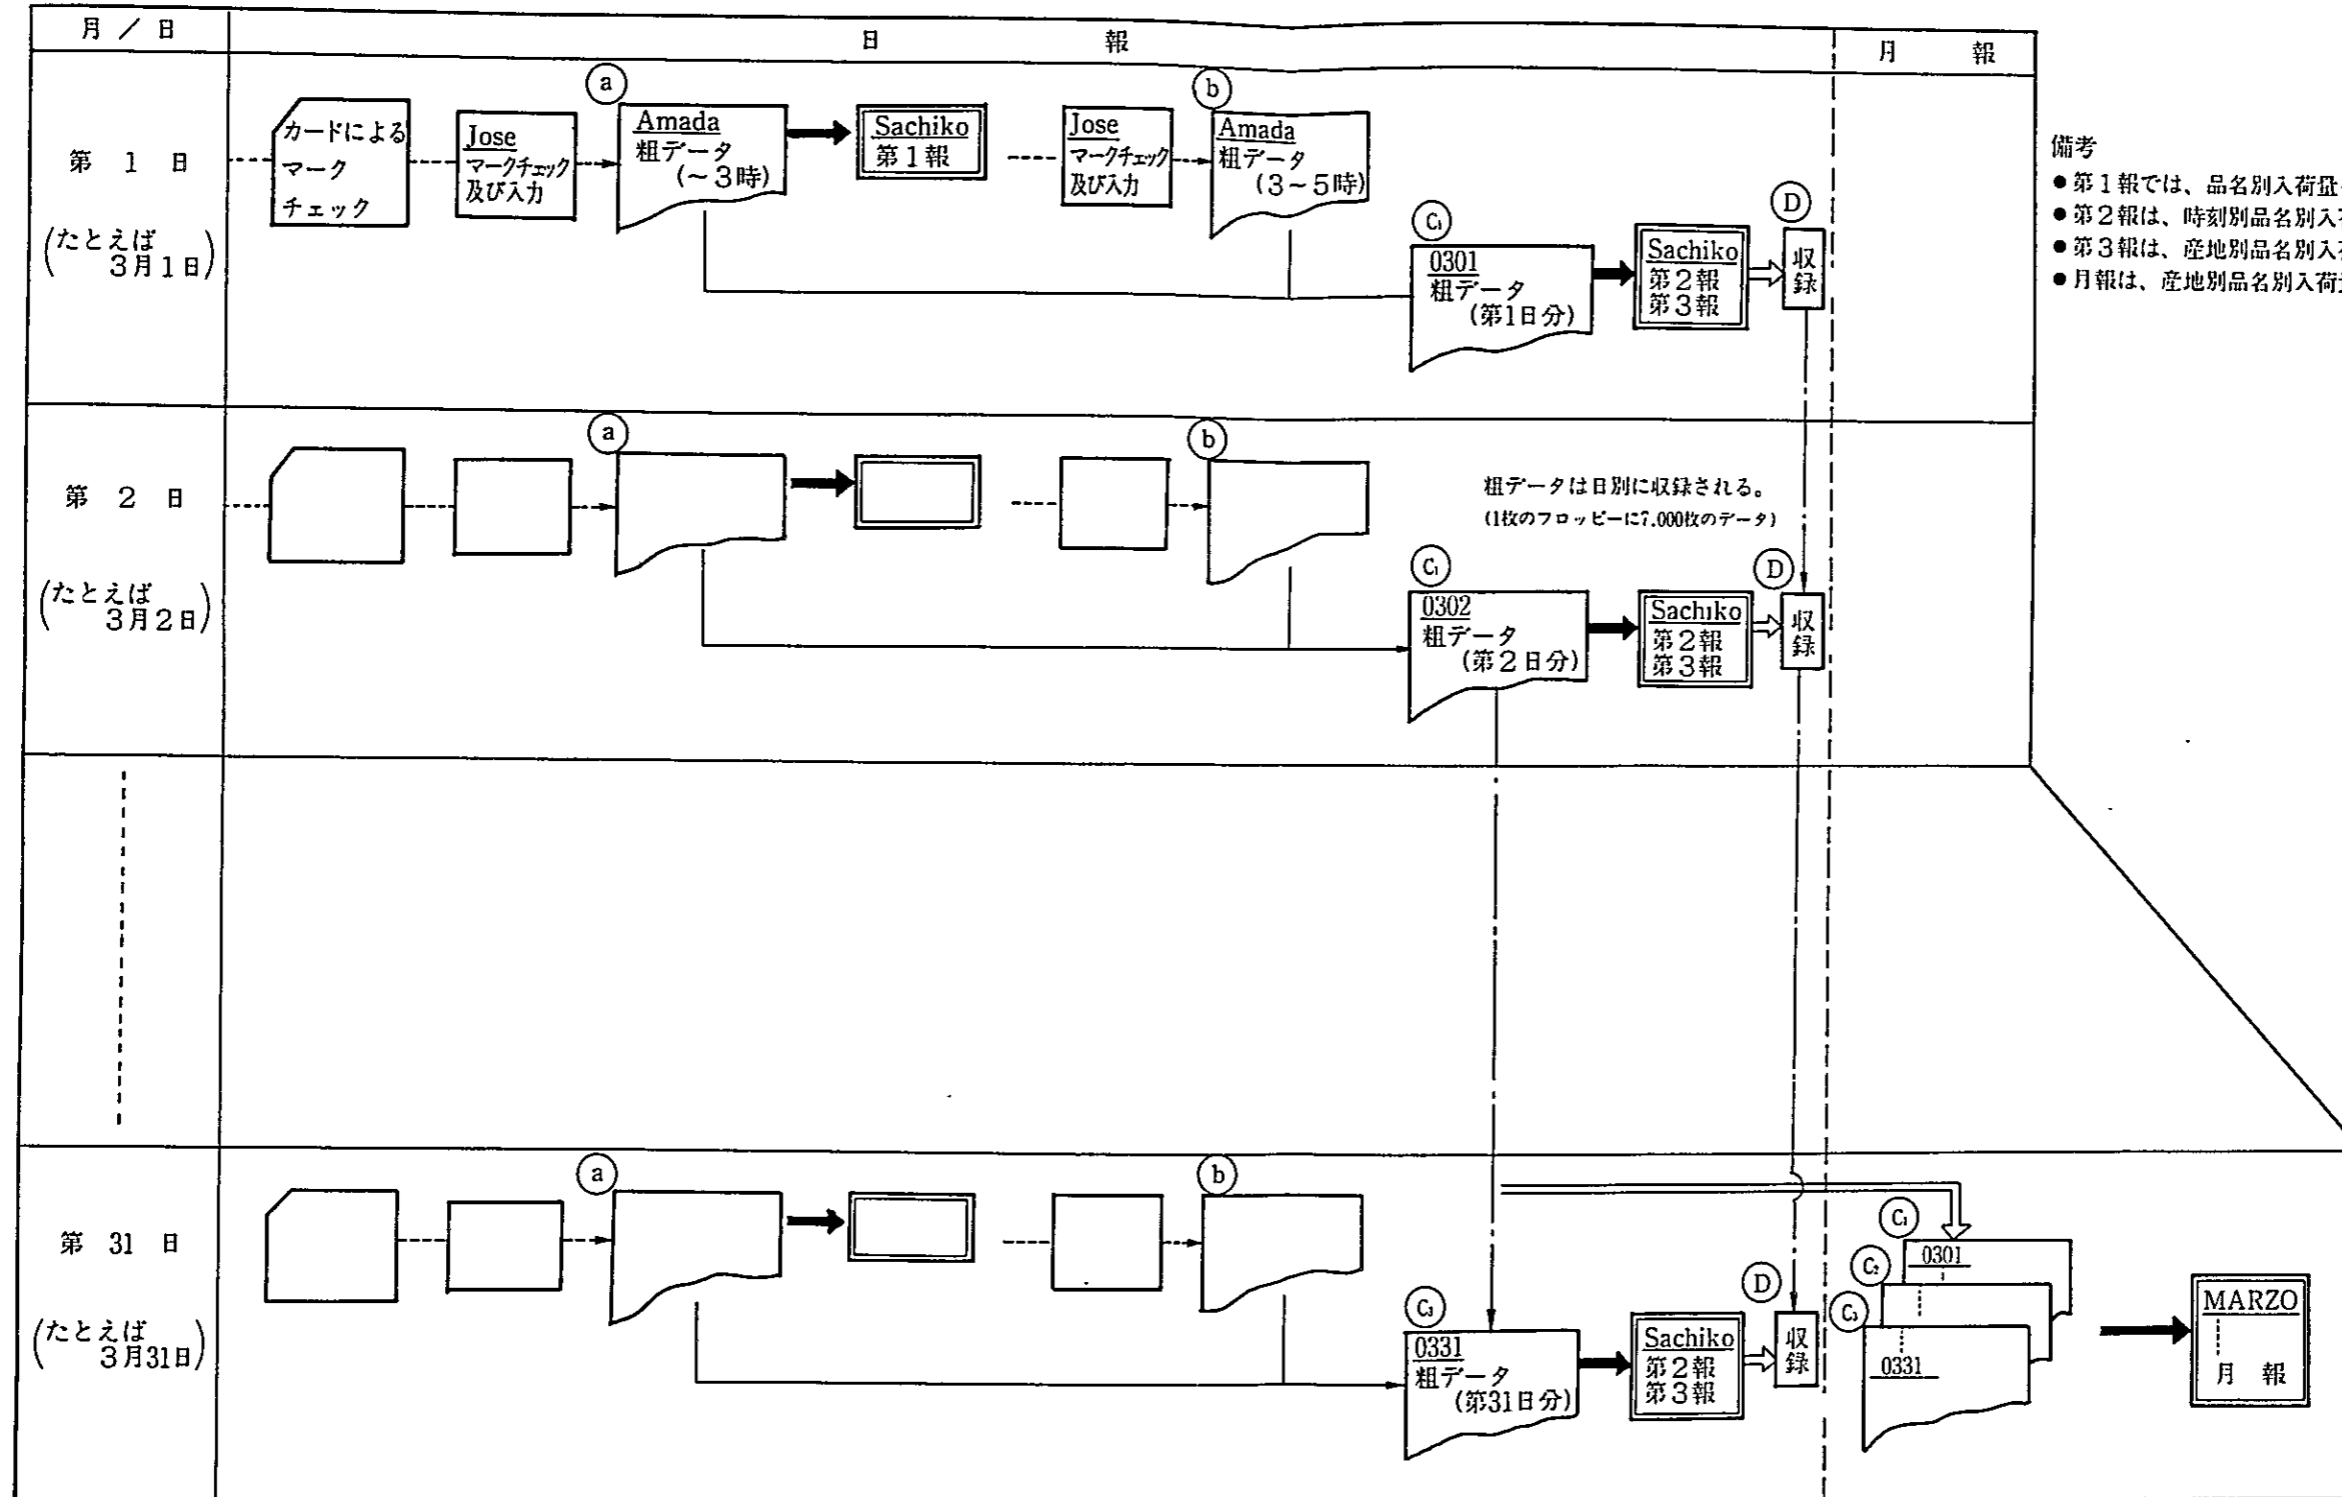 月 / 日
日 報
月 報
第 1 日
(たとえば
3月1日)
カードによる
マーク
チェック
Jose
マークチェック
及び入力
a
Amada
粗データ
(~3時)
Sachiko
第1報
Jose
マークチェック
及び入力
b
Amada
粗データ
(3~5時)
C₁
0301
粗データ
(第1日分)
Sachiko
第2報
第3報
D
収
録
備考
●第1報では、品名別入荷量
●第2報は、時刻別品名別入
●第3報は、産地別品名別入
●月報は、産地別品名別入荷
第 2 日
(たとえば
3月2日)
a
b
粗データは日別に収録される。
(1枚のフロッピーに7.000枚のデータ)
C₁
0302
粗データ
(第2日分)
Sachiko
第2報
第3報
D
収
録
第 31 日
(たとえば
3月31日)
a
b
C₃
0331
粗データ
(第31日分)
Sachiko
第2報
第3報
D
収
録
C₁
0301
C₂
C₃
0331
MARZO
月 報